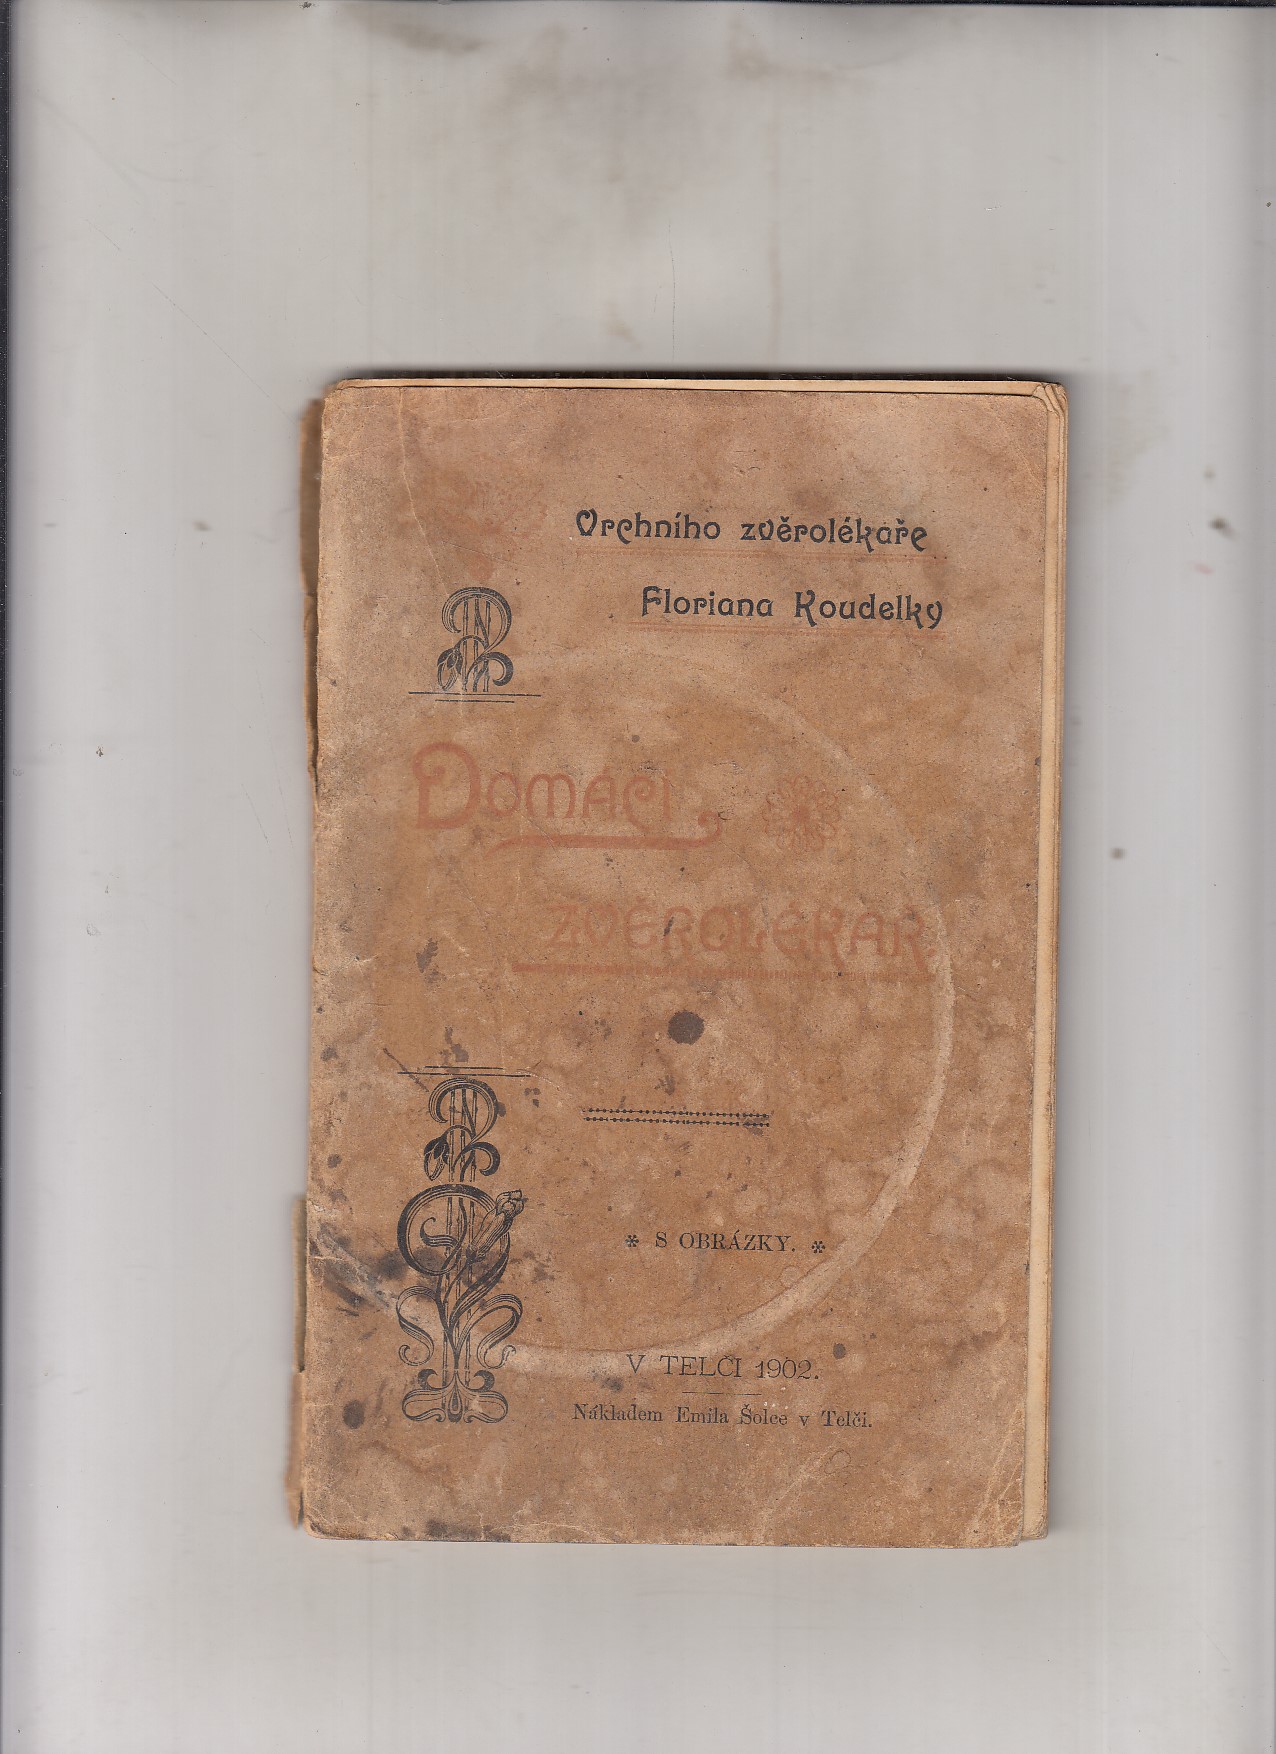 Vrchního zvěrolékaře
Floriana Koudelky
Domácí
zvěrolékař.
* S OBRÁZKY. *
V TELČI 1902.
Nákladem Emila Šolce v Telči.